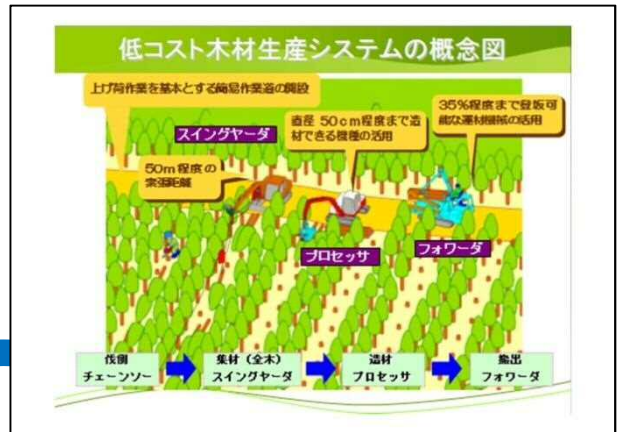 低コスト木材生産システムの概念図
上げ荷作業を基本とする簡易作業道の開設
スイングヤーダ
直径 50cm程度まで造
材できる機種の活用
35%程度まで登坂可
能な運材機械の活用
50m程度の
索張距離
プロセッサ
フォワーダ
伐倒
チェーンソー
集材(全木)
スイングヤーダ
造材
プロセッサ
搬出
フォワーダ